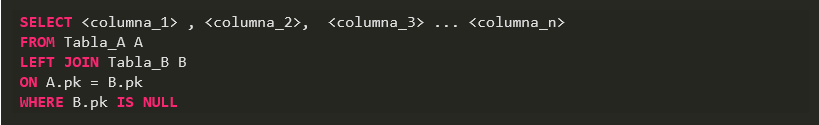 SELECT <columna_1> , <columna_2>,  <columna_3> ... <columna_n>
FROM Tabla_A A
LEFT JOIN Tabla_B B
ON A.pk = B.pk
WHERE B.pk IS NULL